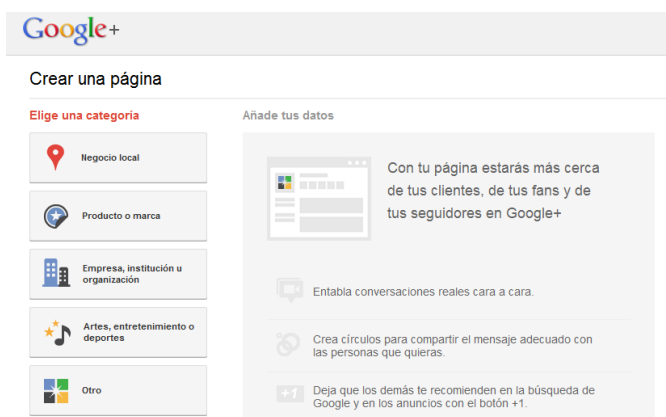 Google+
Crear una página
Elige una categoría
Añade tus datos
Negocio local
Producto o marca
Empresa, institución u
organización
Artes, entretenimiento o
deportes
Otro
Con tu página estarás más cerca
de tus clientes, de tus fans y de
tus seguidores en Google+
Entabla conversaciones reales cara a cara.
Crea círculos para compartir el mensaje adecuado con
las personas que quieras.
+1
Deja que los demás te recomienden en la búsqueda de
Google y en los anuncios con el botón +1.